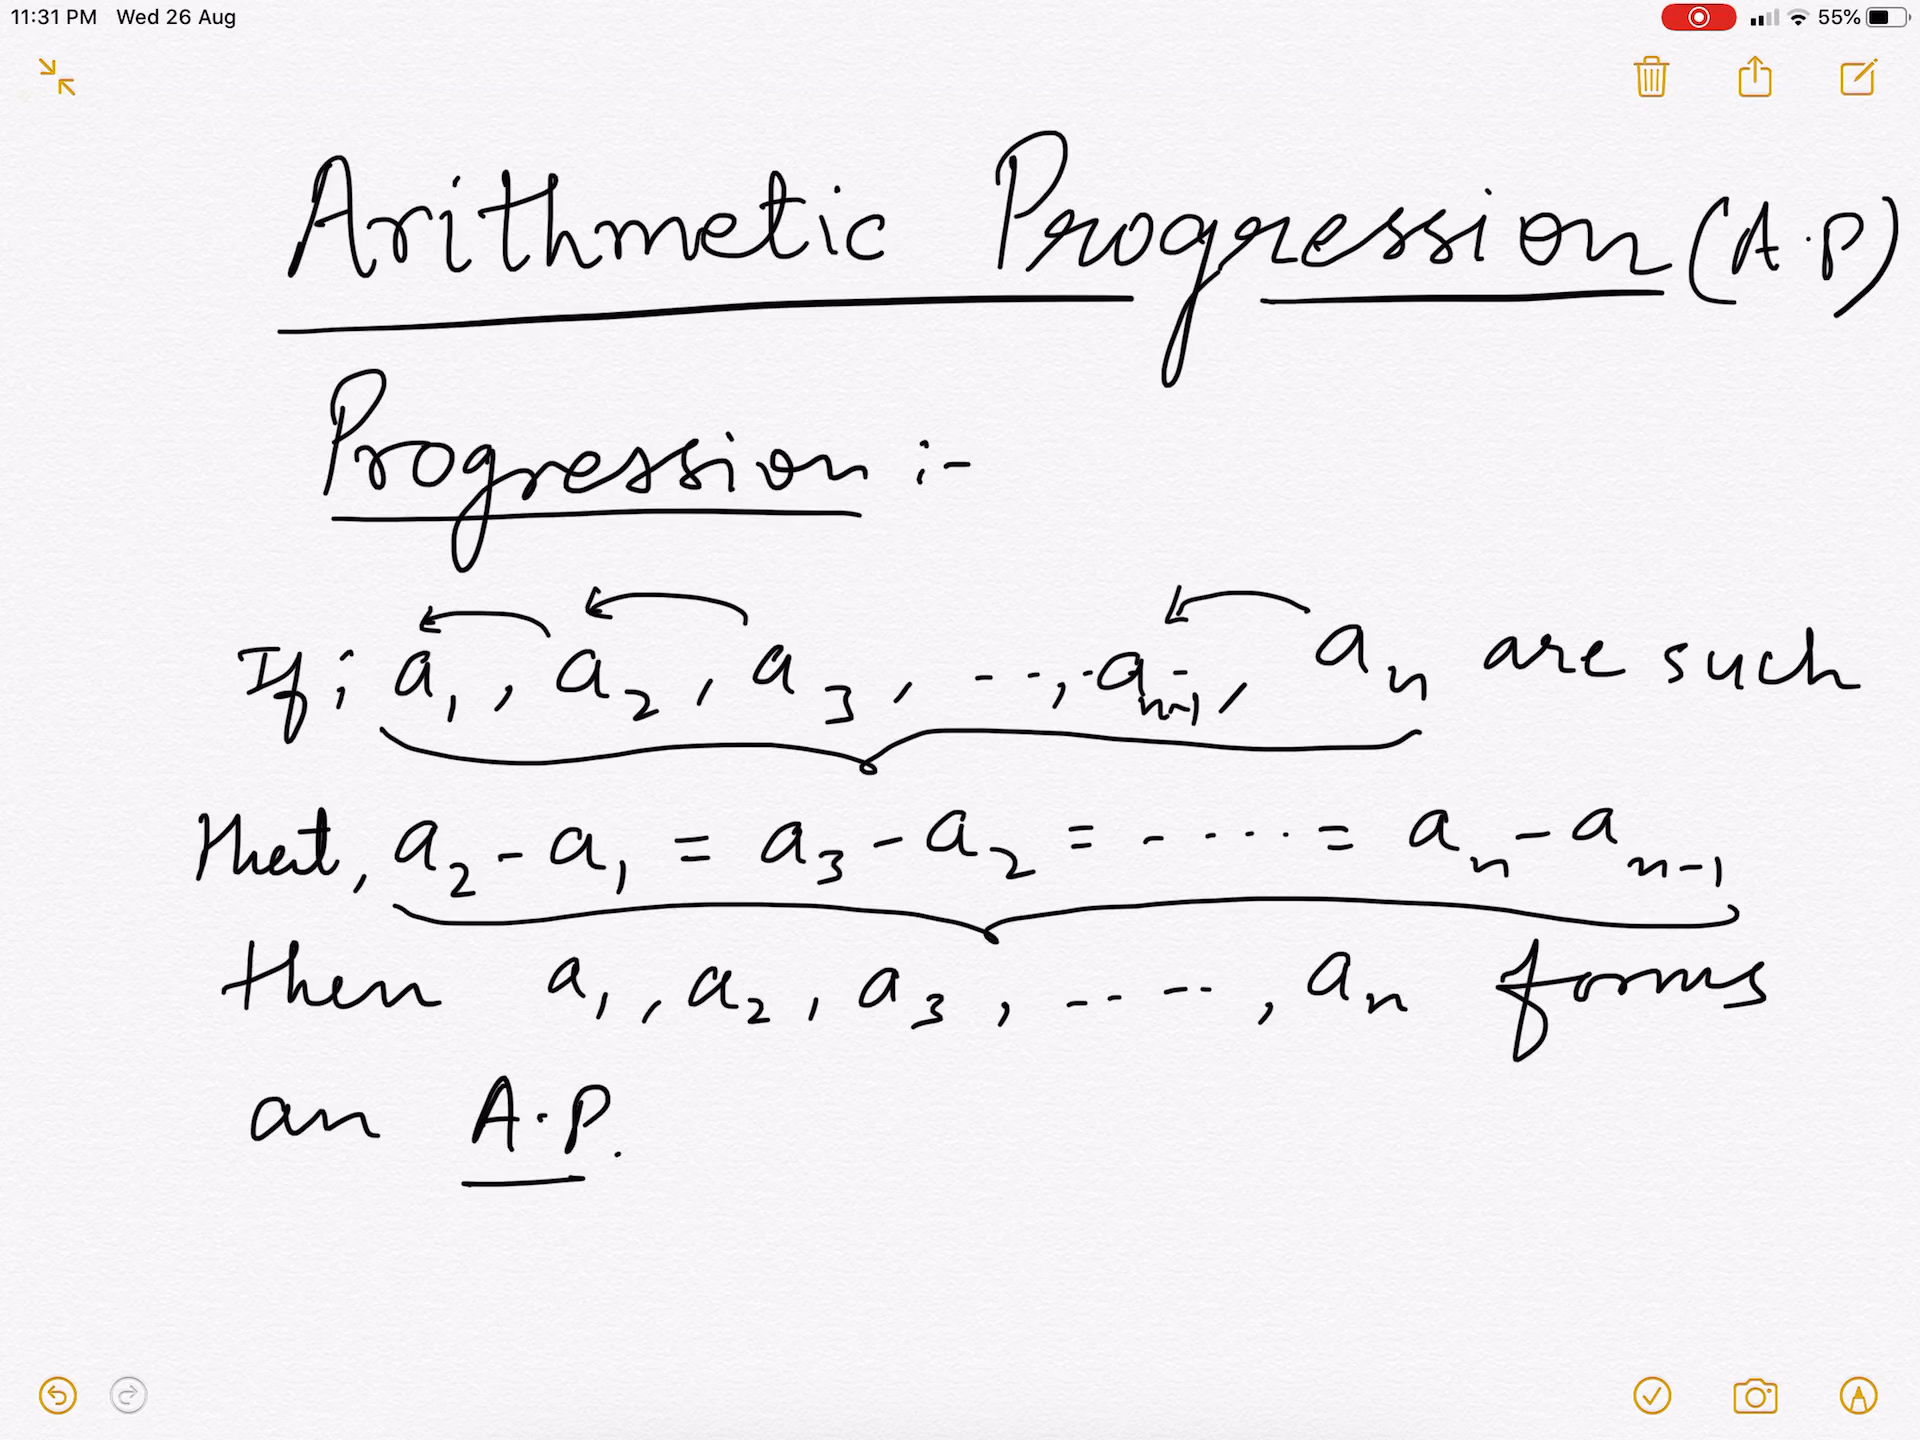 11:31 PM Wed 26 Aug 55%
Arithmetic Progression (A.P)
Progression :-
If; a₁, a₂, a₃, ----, aₙ₋₁, aₙ are such
that, a₂ - a₁ = a₃ - a₂ = ------ = aₙ - aₙ₋₁
then a₁, a₂, a₃, -----, aₙ forms
an A.P.